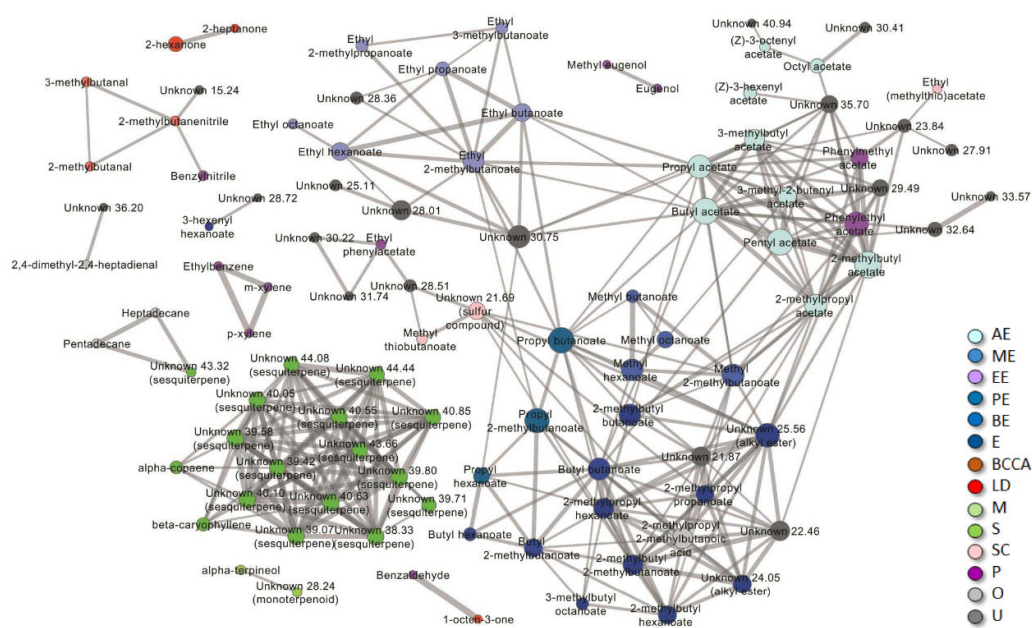 2-heptanone
2-hexanone
3-methylbutanal
Unknown 15.24
2-methylbutanenitrile
2-methylbutanal
Benzylnitrile
Unknown 36.20
Unknown 28.72
3-hexenyl
hexanoate
2,4-dimethyl-2,4-heptadienal
Ethylbenzene
m-xylene
p-xylene
Heptadecane
Pentadecane
Unknown 43.32
(sesquiterpene)
Ethyl
2-methylpropanoate
Ethyl
3-methylbutanoate
Ethyl propanoate
Unknown 28.36
Ethyl butanoate
Ethyl octanoate
Ethyl hexanoate
Ethyl
2-methylbutanoate
Unknown 25.11
Unknown 28.01
Unknown 30.75
Unknown 30.22
Ethyl
phenylacetate
Unknown 31.74
Unknown 28.51
Unknown 21.69
(sulfur
compound)
Methyl
thiobutanoate
Methyl eugenol
Eugenol
Unknown 40.94
Unknown 30.41
(Z)-3-octenyl
acetate
Octyl acetate
(Z)-3-hexenyl
acetate
Unknown 35.70
Ethyl
(methylthio)acetate
Unknown 23.84
Unknown 27.91
3-methylbutyl
acetate
Phenylmethyl
acetate
Propyl acetate
3-methyl-2-butenyl
acetate
Unknown 29.49
Unknown 33.57
Butyl acetate
Phenylethyl
acetate
Unknown 32.64
Pentyl acetate
2-methylbutyl
acetate
2-methylpropyl
acetate
Methyl butanoate
Propyl butanoate
Methyl octanoate
Methyl
hexanoate
Methyl
2-methylbutanoate
2-methylbutyl
butanoate
Propyl
2-methylbutanoate
Unknown 25.56
(alkyl ester)
Unknown 21.87
Butyl butanoate
Propyl
hexanoate
2-methylpropyl
propanoate
2-methylpropyl
hexanoate
2-methylpropyl
2-methylbutanoic
acid
Unknown 22.46
Butyl hexanoate
Butyl
2-methylbutanoate
2-methylbutyl
2-methylbutanoate
Unknown 24.05
(alkyl ester)
3-methylbutyl
octanoate
2-methylbutyl
hexanoate
Unknown 44.08
(sesquiterpene)
Unknown 44.44
(sesquiterpene)
Unknown 40.05
(sesquiterpene)
Unknown 40.55
(sesquiterpene)
Unknown 40.85
(sesquiterpene)
Unknown 39.58
(sesquiterpene)
Unknown 43.66
(sesquiterpene)
Unknown 39.42
(sesquiterpene)
Unknown 39.80
(sesquiterpene)
alpha-copaene
Unknown 40.10
(sesquiterpene)
Unknown 40.63
(sesquiterpene)
Unknown 39.71
(sesquiterpene)
beta-caryophyllene
Unknown 39.07
(sesquiterpene)
Unknown 38.33
(sesquiterpene)
alpha-terpineol
Unknown 28.24
(monoterpenoid)
Benzaldehyde
1-octen-3-one
AE
ME
EE
PE
BE
E
BCCA
LD
M
S
SC
P
O
U